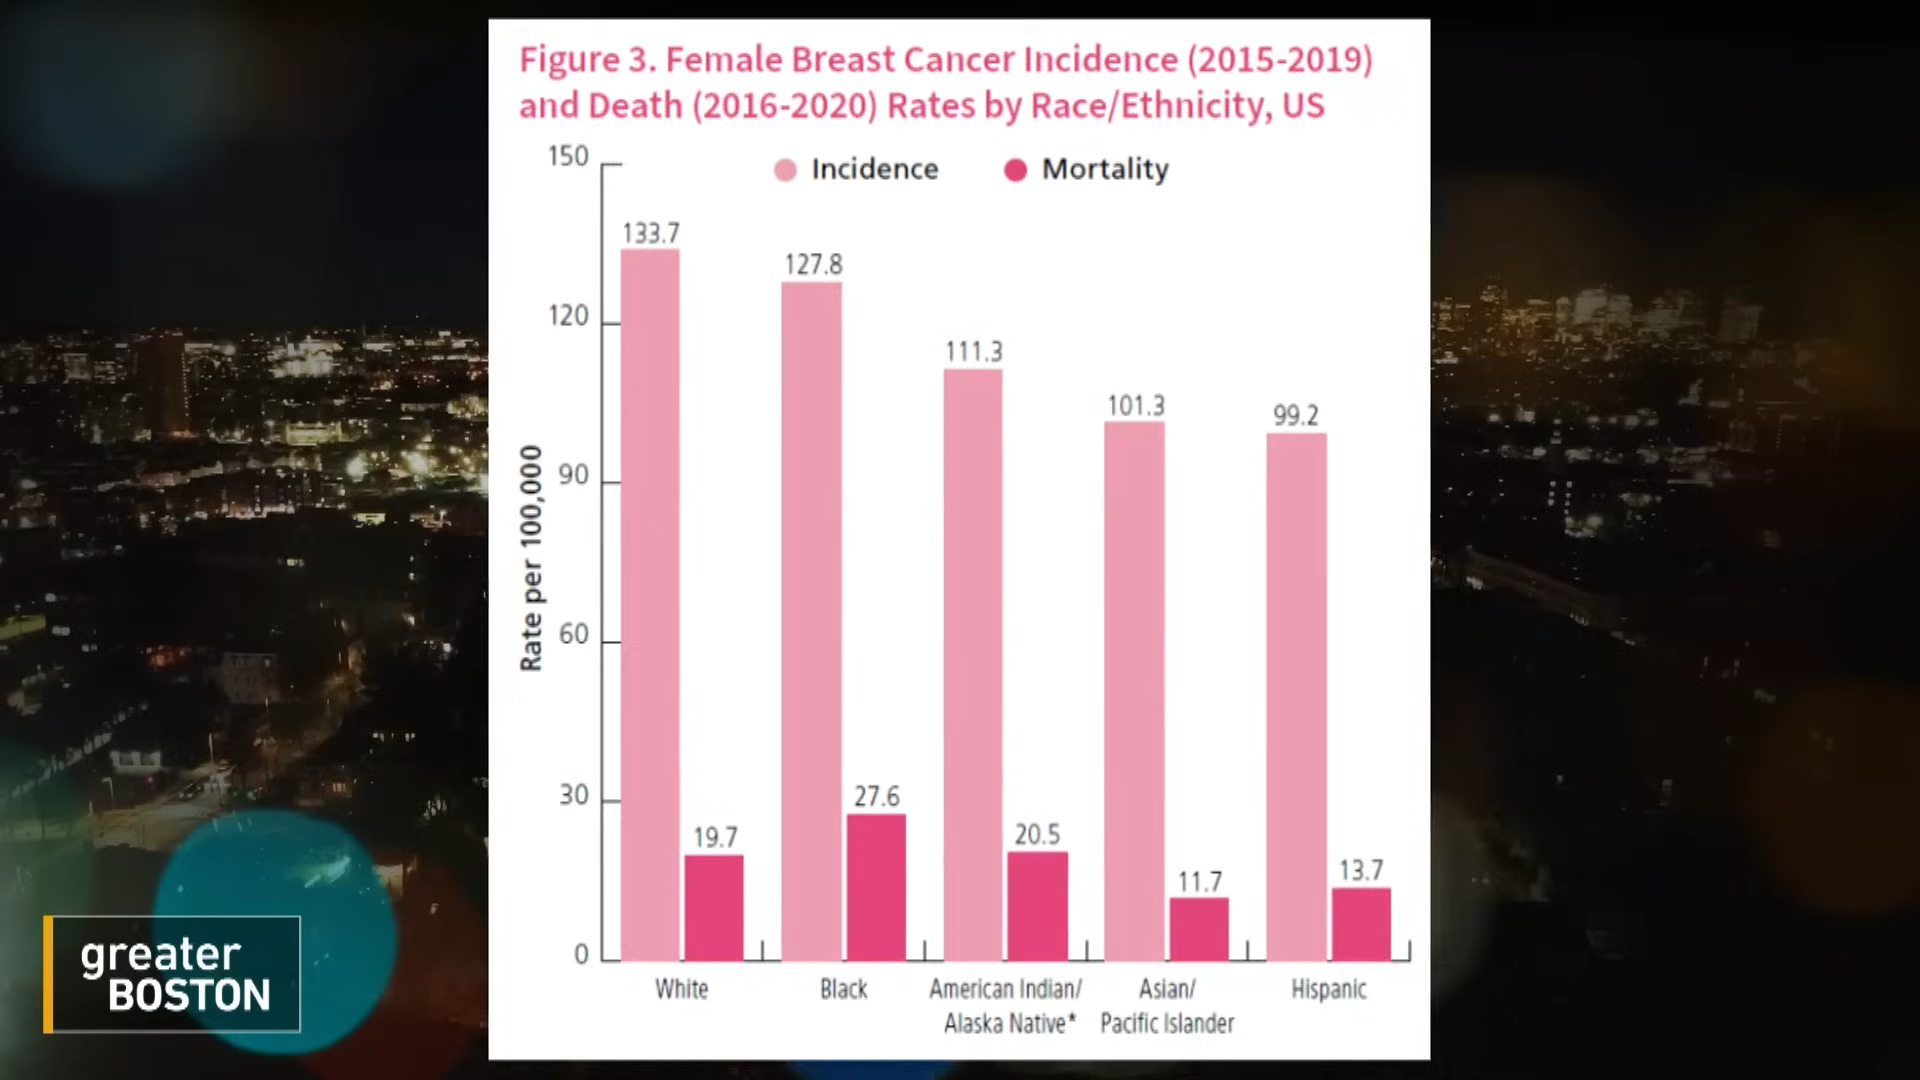 Figure 3. Female Breast Cancer Incidence (2015-2019)
and Death (2016-2020) Rates by Race/Ethnicity, US
Incidence
Mortality
Rate per 100,000
150
120
90
60
30
0
133.7
19.7
127.8
27.6
111.3
20.5
101.3
11.7
99.2
13.7
White
Black
American Indian/
Alaska Native*
Asian/
Pacific Islander
Hispanic
greater
BOSTON